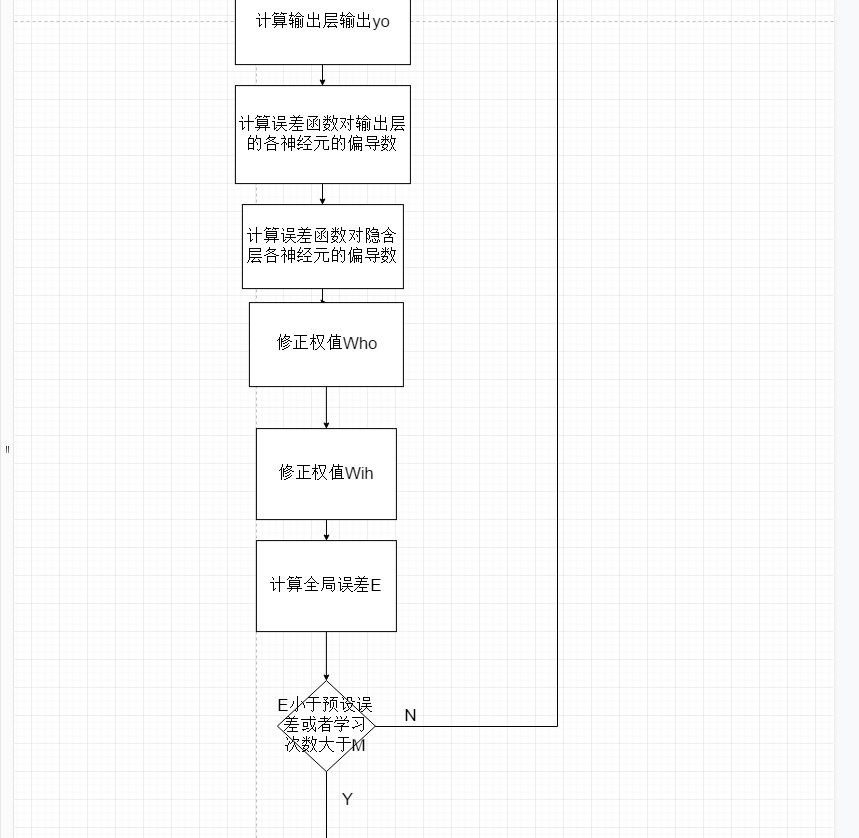 计算输出层输出yo
计算误差函数对输出层
的各神经元的偏导数
计算误差函数对隐含
层各神经元的偏导数
修正权值Who
修正权值Wih
计算全局误差E
E小于预设误
差或者学习
次数大于M
N
Y